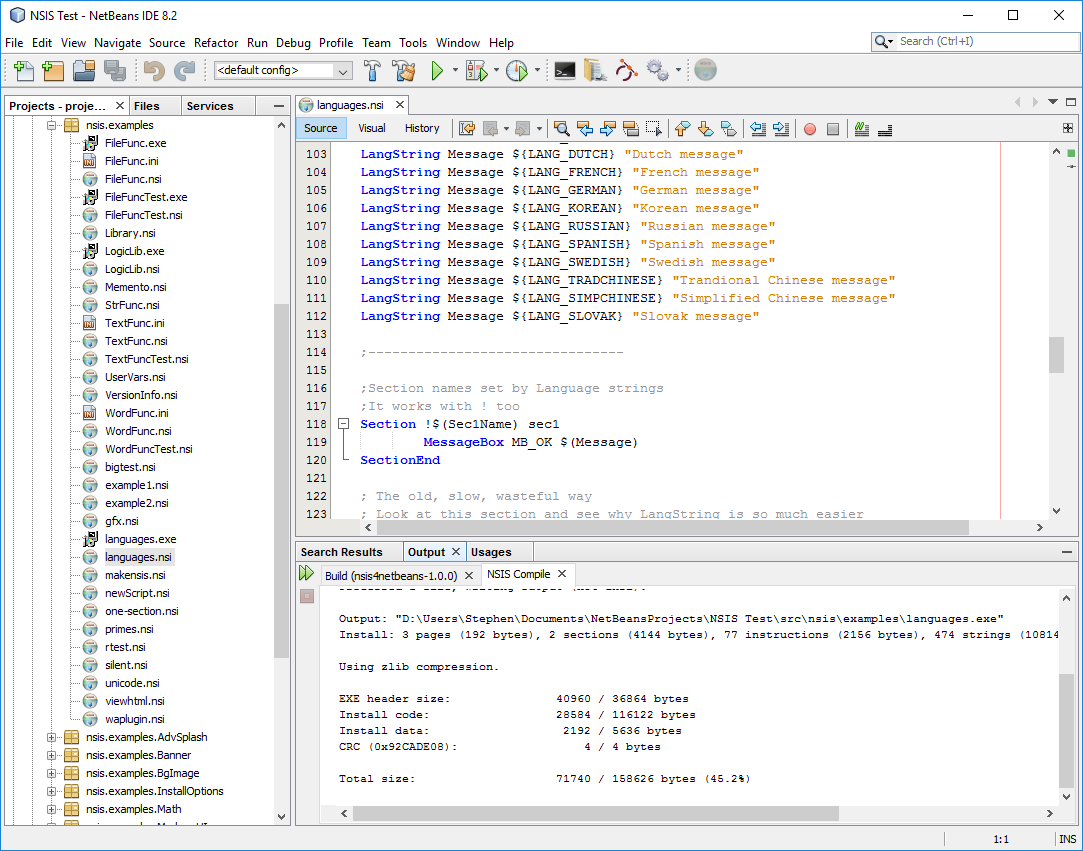 NSIS Test - NetBeans IDE 8.2
File Edit View Navigate Source Refactor Run Debug Profile Team Tools Window Help
Search (Ctrl+I)
<default config>
Projects - proje...
Files
Services
nsis.examples
FileFunc.exe
FileFunc.ini
FileFunc.nsi
FileFuncTest.exe
FileFuncTest.nsi
Library.nsi
LogicLib.exe
LogicLib.nsi
Memento.nsi
StrFunc.nsi
TextFunc.ini
TextFunc.nsi
TextFuncTest.nsi
UserVars.nsi
VersionInfo.nsi
WordFunc.ini
WordFunc.nsi
WordFuncTest.nsi
bigtest.nsi
example1.nsi
example2.nsi
gfx.nsi
languages.exe
languages.nsi
makensis.nsi
newScript.nsi
one-section.nsi
primes.nsi
rtest.nsi
silent.nsi
unicode.nsi
viewhtml.nsi
waplugin.nsi
nsis.examples.AdvSplash
nsis.examples.Banner
nsis.examples.BgImage
nsis.examples.InstallOptions
nsis.examples.Math
languages.nsi
Source Visual History
103 LangString Message ${LANG_DUTCH} "Dutch message"
104 LangString Message ${LANG_FRENCH} "French message"
105 LangString Message ${LANG_GERMAN} "German message"
106 LangString Message ${LANG_KOREAN} "Korean message"
107 LangString Message ${LANG_RUSSIAN} "Russian message"
108 LangString Message ${LANG_SPANISH} "Spanish message"
109 LangString Message ${LANG_SWEDISH} "Swedish message"
110 LangString Message ${LANG_TRADCHINESE} "Trandional Chinese message"
111 LangString Message ${LANG_SIMPCHINESE} "Simplified Chinese message"
112 LangString Message ${LANG_SLOVAK} "Slovak message"
113
114 ;--------------------------------
115
116 ;Section names set by Language strings
117 ;It works with ! too
118 Section !$(Sec1Name) sec1
119 MessageBox MB_OK $(Message)
120 SectionEnd
121
122 ; The old, slow, wasteful way
123 ; Look at this section and see why LangString is so much easier
Search Results
Output
Usages
Build (nsis4netbeans-1.0.0)
NSIS Compile
Output: "D:\Users\Stephen\Documents\NetBeansProjects\NSIS Test\src\nsis\examples\languages.exe"
Install: 3 pages (192 bytes), 2 sections (4144 bytes), 77 instructions (2156 bytes), 474 strings (10814
Using zlib compression.
EXE header size: 40960 / 36864 bytes
Install code: 28584 / 116122 bytes
Install data: 2192 / 5636 bytes
CRC (0x92CADE08): 4 / 4 bytes
Total size: 71740 / 158626 bytes (45.2%)
1:1
INS